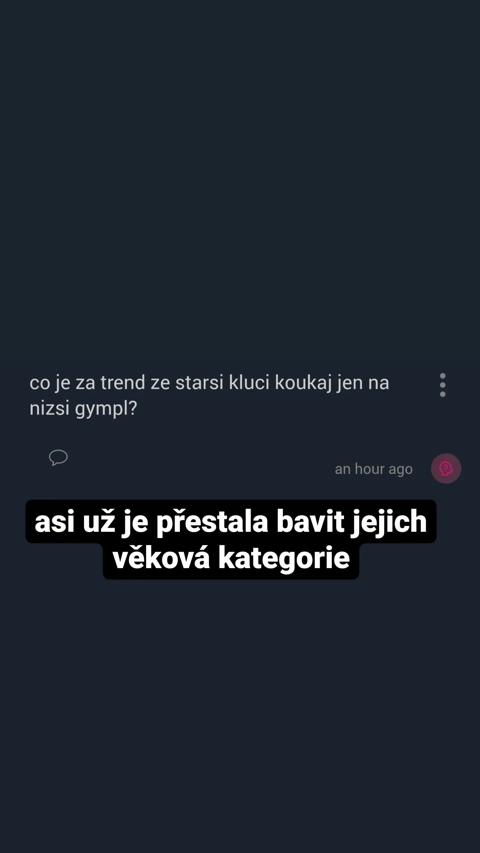 co je za trend ze starsi kluci koukaj jen na
nizsi gympl?
an hour ago
asi už je přestala bavit jejich
věková kategorie